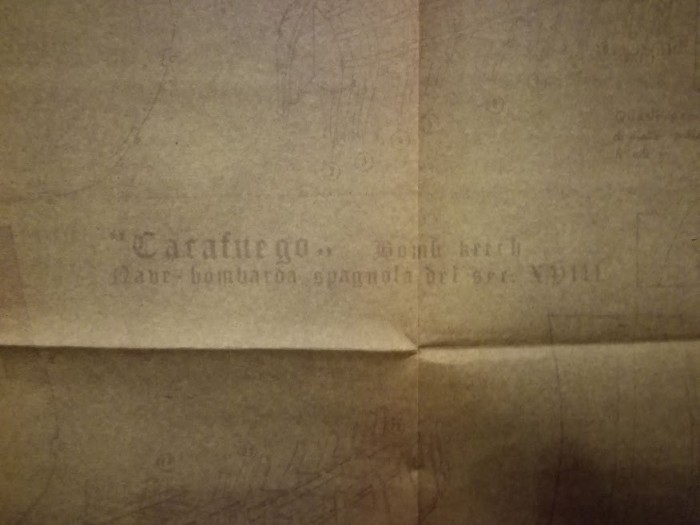 "Cacafuego" Bomb ketch
Nave-bombarda spagnola del sec. XVIII